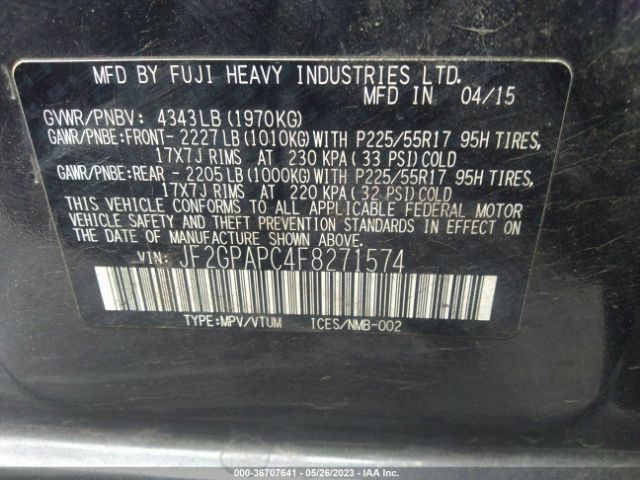 MFD BY FUJI HEAVY INDUSTRIES LTD.
MFD IN 04/15
GVWR/PNBV: 4343LB (1970KG)
GAWR/PNBE:FRONT- 2227LB (1010KG) WITH P225/55R17 95H TIRES,
17X7J RIMS AT 230 KPA ( 33 PSI) COLD
GAWR/PNBE:REAR - 2205LB (1000KG) WITH P225/55R17 95H TIRES,
17X7J RIMS AT 220 KPA ( 32 PSI) COLD
THIS VEHICLE CONFORMS TO ALL APPLICABLE FEDERAL MOTOR
VEHICLE SAFETY AND THEFT PREVENTION STANDARDS IN EFFECT ON
THE DATE OF MANUFACTURE SHOWN ABOVE.
VIN: JF2GPAPC4F8271574
TYPE:MPV/VTUM ICES/NMB-002
000-36707641 - 05/26/2023 - IAA Inc.